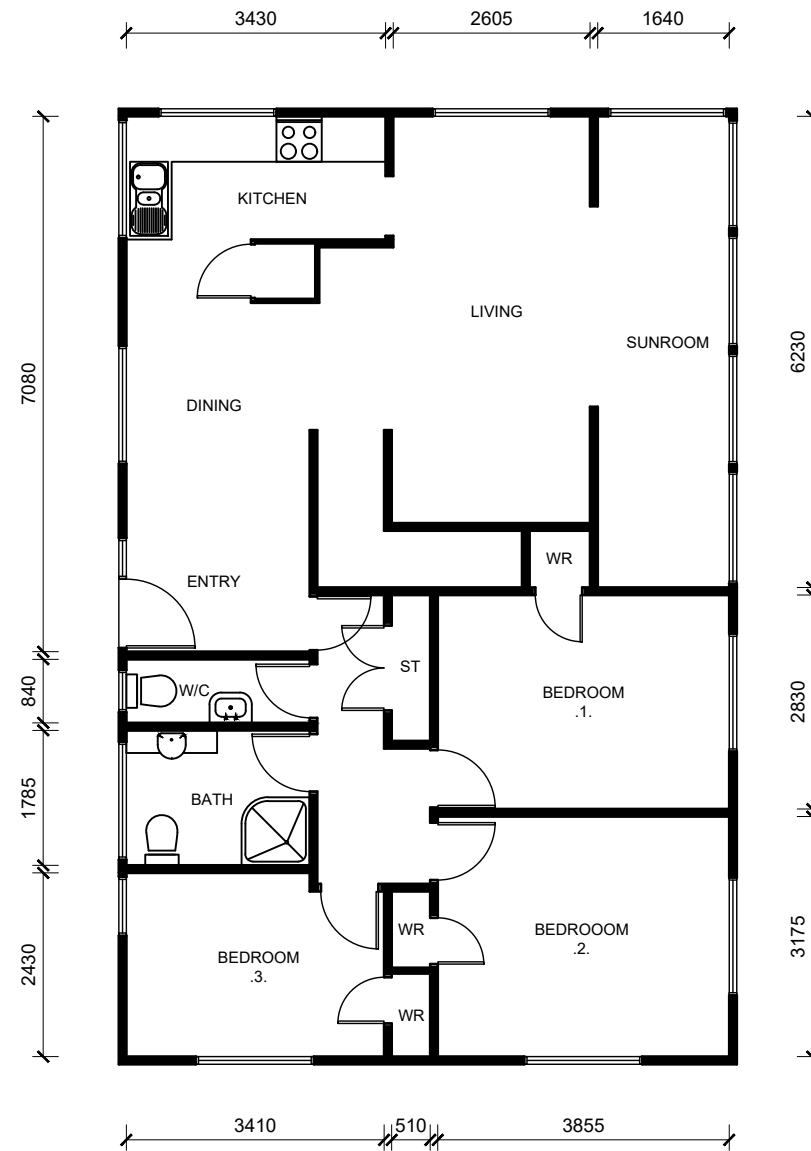 3430
2605
1640
KITCHEN
LIVING
SUNROOM
7080
6230
DINING
WR
ENTRY
ST
W/C
840
BEDROOM
.1.
2830
1785
BATH
2430
BEDROOM
.3.
WR
BEDROOOM
.2.
3175
WR
3410
510
3855